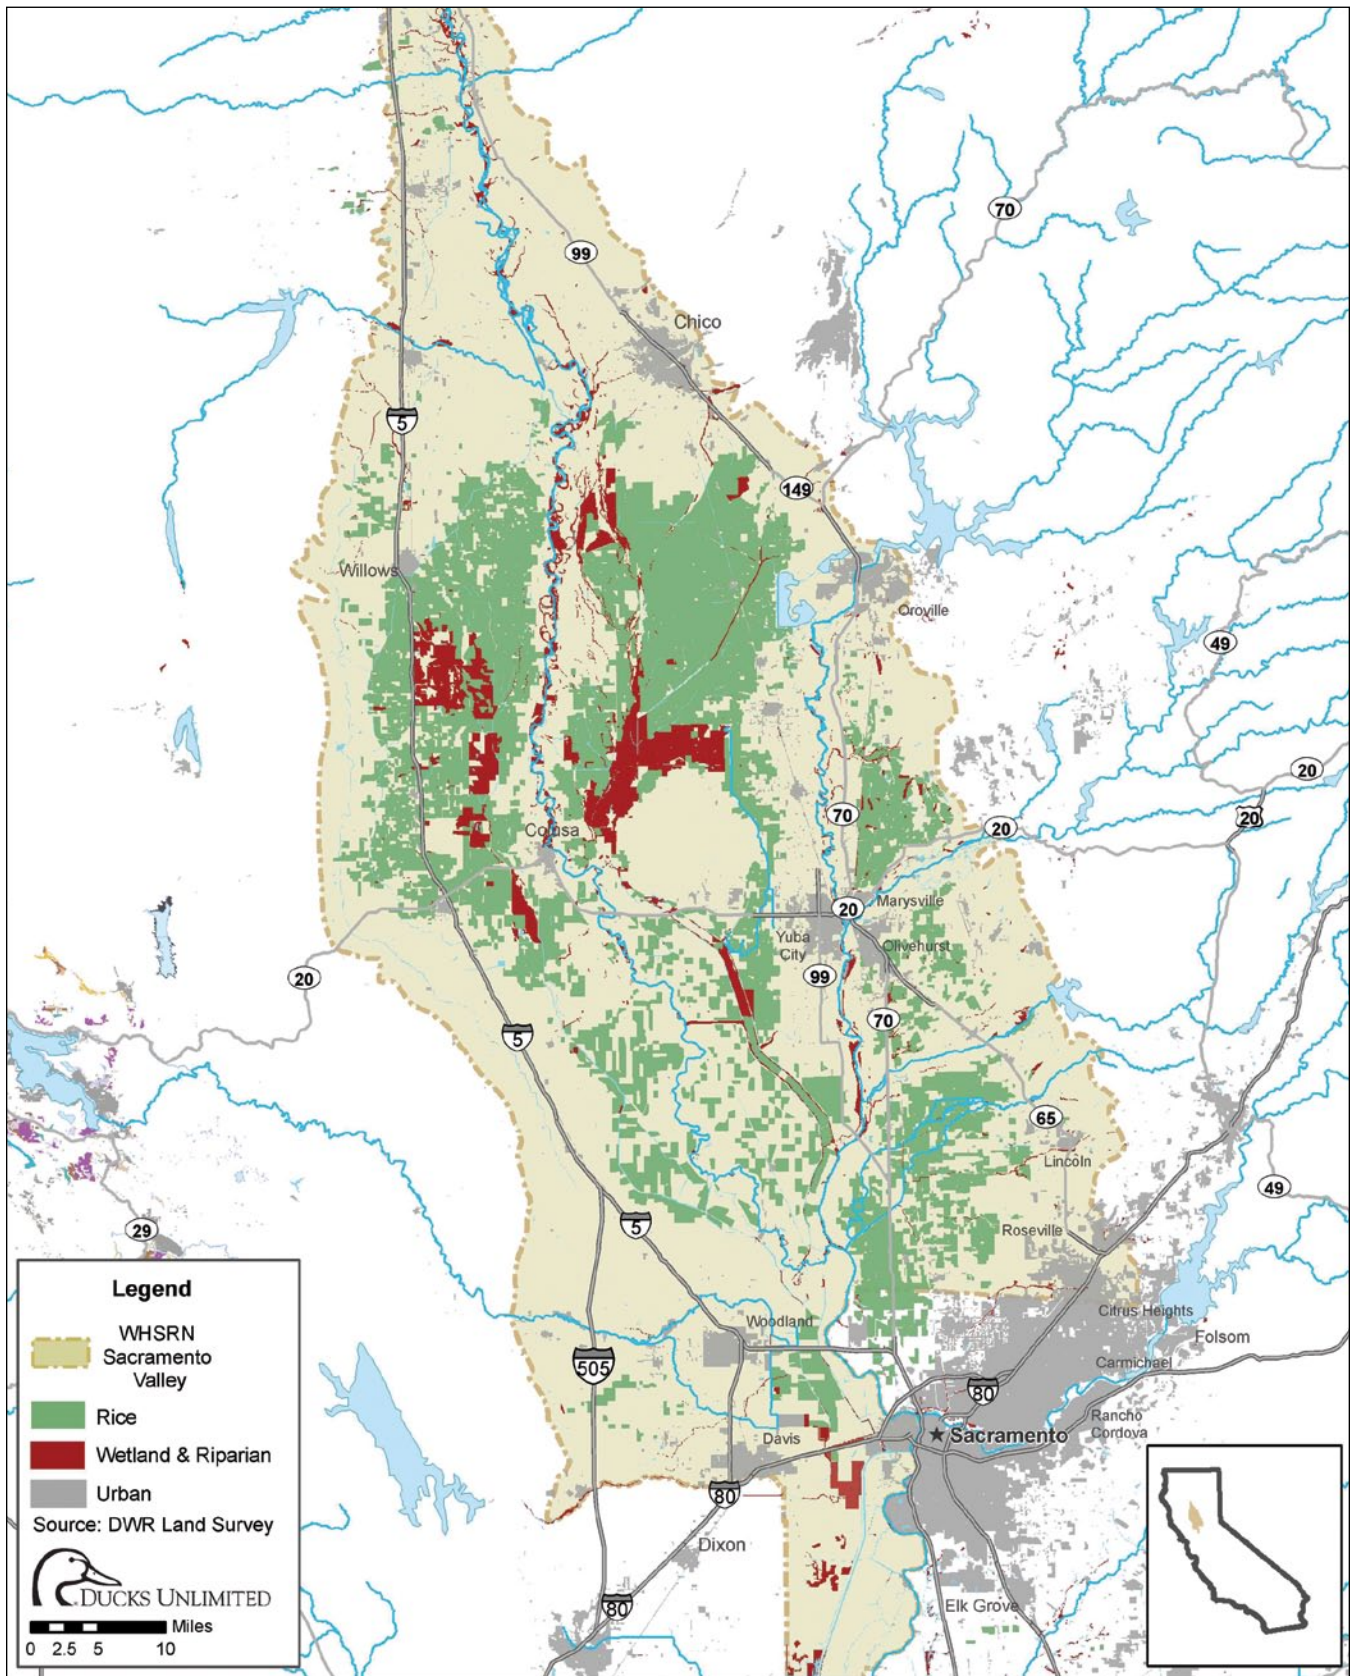 70
99
Chico
5
149
Willows
Oroville
49
20
70
20
20
Colusa
Marysville
20
Yuba
City
Olivehurst
99
20
70
5
65
Lincoln
49
5
29
Roseville
Citrus Heights
Woodland
Folsom
505
Carmichael
80
Rancho
Cordova
Davis
Sacramento
80
Dixon
80
Elk Grove
Legend
WHSRN
Sacramento
Valley
Rice
Wetland & Riparian
Urban
Source: DWR Land Survey
DUCKS UNLIMITED
Miles
0 2.5 5 10